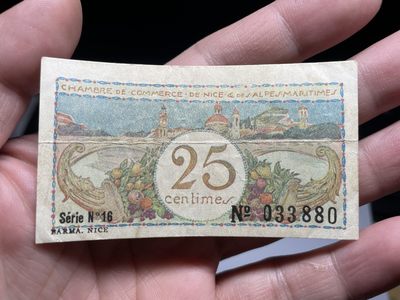 CHAMBRE·DE·COMMERCE·DE·NICE·&·DES·ALPES·MARITIMES
25
centimes
Série Nº 16 Nº 033880
BARMA. NICE